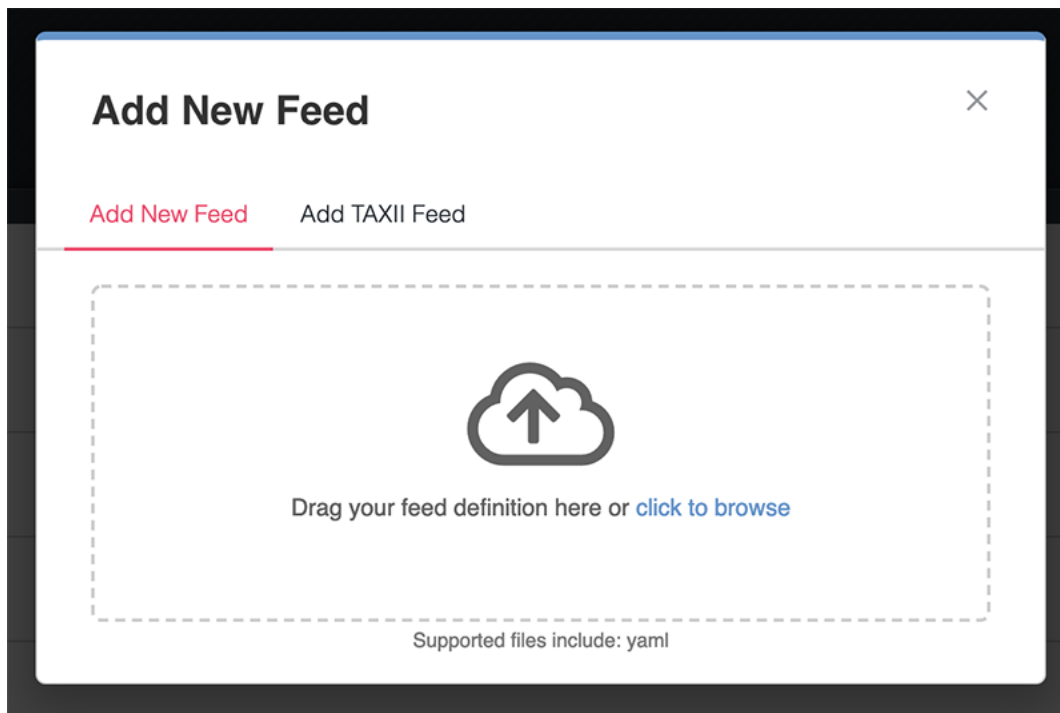 Add New Feed
Add New Feed
Add TAXII Feed
Drag your feed definition here or click to browse
Supported files include: yaml